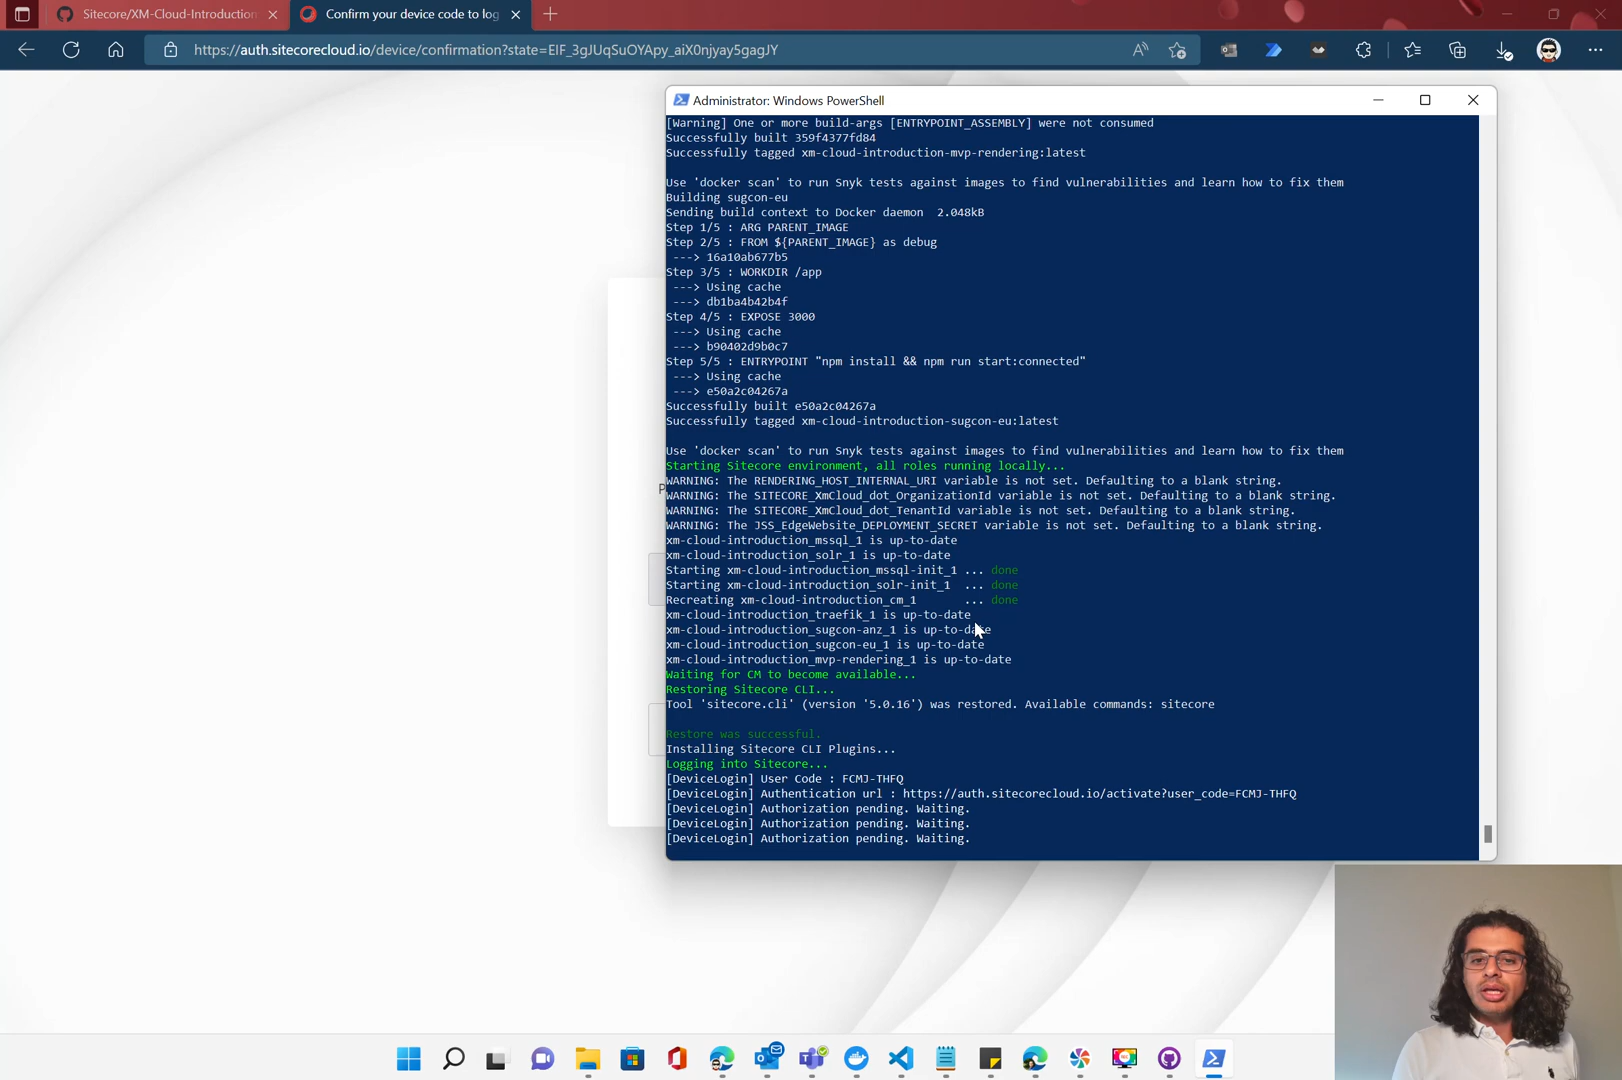 Sitecore/XM-Cloud-Introduction
Confirm your device code to log
https://auth.sitecorecloud.io/device/confirmation?state=EIF_3gJUqSuOYApy_aiX0njyay5gagJY
Administrator: Windows PowerShell
[Warning] One or more build-args [ENTRYPOINT_ASSEMBLY] were not consumed
Successfully built 359f4377fd84
Successfully tagged xm-cloud-introduction-mvp-rendering:latest
Use 'docker scan' to run Snyk tests against images to find vulnerabilities and learn how to fix them
Building sugcon-eu
Sending build context to Docker daemon  2.048kB
Step 1/5 : ARG PARENT_IMAGE
Step 2/5 : FROM ${PARENT_IMAGE} as debug
---> 16a10ab677b5
Step 3/5 : WORKDIR /app
---> Using cache
---> db1ba4b42b4f
Step 4/5 : EXPOSE 3000
---> Using cache
---> b90402d9b0c7
Step 5/5 : ENTRYPOINT "npm install && npm run start:connected"
---> Using cache
---> e50a2c04267a
Successfully built e50a2c04267a
Successfully tagged xm-cloud-introduction-sugcon-eu:latest
Use 'docker scan' to run Snyk tests against images to find vulnerabilities and learn how to fix them
Starting Sitecore environment, all roles running locally...
WARNING: The RENDERING_HOST_INTERNAL_URI variable is not set. Defaulting to a blank string.
WARNING: The SITECORE_XmCloud_dot_OrganizationId variable is not set. Defaulting to a blank string.
WARNING: The SITECORE_XmCloud_dot_TenantId variable is not set. Defaulting to a blank string.
WARNING: The JSS_EdgeWebsite_DEPLOYMENT_SECRET variable is not set. Defaulting to a blank string.
xm-cloud-introduction_mssql_1 is up-to-date
xm-cloud-introduction_solr_1 is up-to-date
Starting xm-cloud-introduction_mssql-init_1 ... done
Starting xm-cloud-introduction_solr-init_1  ... done
Recreating xm-cloud-introduction_cm_1       ... done
xm-cloud-introduction_traefik_1 is up-to-date
xm-cloud-introduction_sugcon-anz_1 is up-to-date
xm-cloud-introduction_sugcon-eu_1 is up-to-date
xm-cloud-introduction_mvp-rendering_1 is up-to-date
Waiting for CM to become available...
Restoring Sitecore CLI...
Tool 'sitecore.cli' (version '5.0.16') was restored. Available commands: sitecore
Restore was successful.
Installing Sitecore CLI Plugins...
Logging into Sitecore...
[DeviceLogin] User Code : FCMJ-THFQ
[DeviceLogin] Authentication url : https://auth.sitecorecloud.io/activate?user_code=FCMJ-THFQ
[DeviceLogin] Authorization pending. Waiting.
[DeviceLogin] Authorization pending. Waiting.
[DeviceLogin] Authorization pending. Waiting.